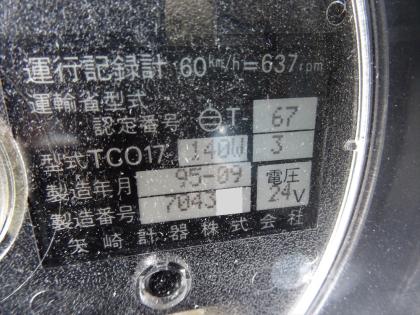 運行記録計 60km/h=637rpm
運輸省型式
認定番号 ⊖T- 67
型式TCO17- 140W 3
製造年月 95-09 電圧
製造番号 7043 24V
矢崎計器株式会社